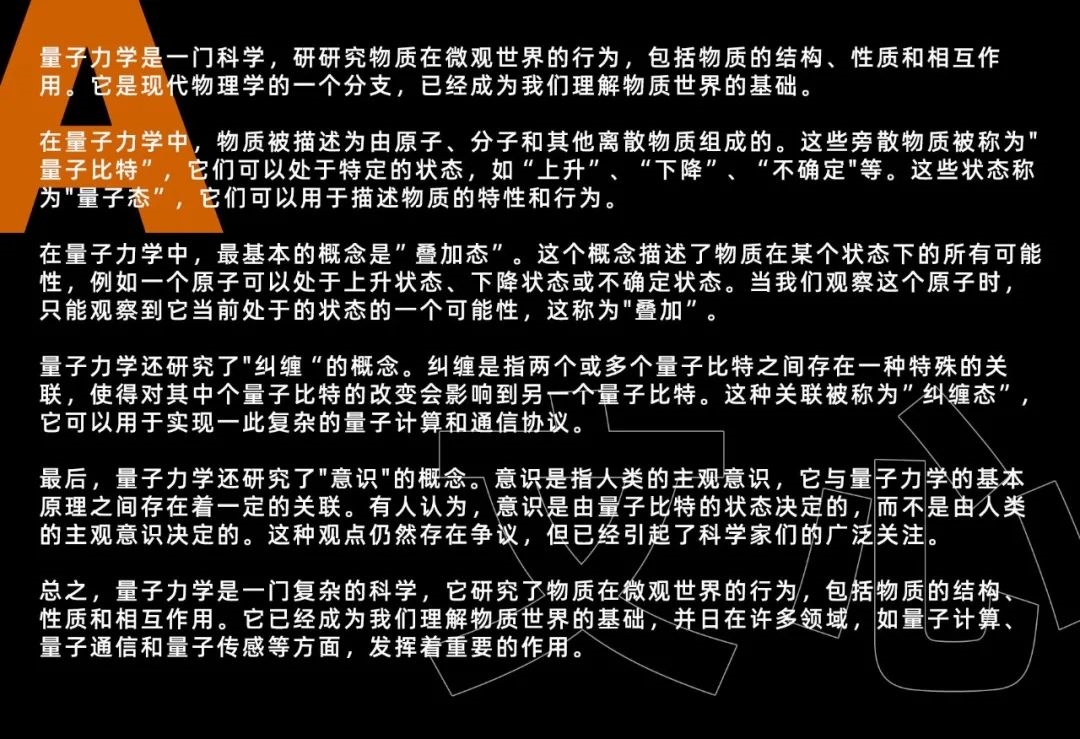 A
量子力学是一门科学，研研究物质在微观世界的行为，包括物质的结构、性质和相互作
用。它是现代物理学的一个分支，已经成为我们理解物质世界的基础。
在量子力学中，物质被描述为由原子、分子和其他离散物质组成的。这些旁散物质被称为"
量子比特”，它们可以处于特定的状态，如“上升”、“下降”、“不确定"等。这些状态称
为"量子态”，它们可以用于描述物质的特性和行为。
在量子力学中，最基本的概念是”叠加态”。这个概念描述了物质在某个状态下的所有可能
性，例如一个原子可以处于上升状态、下降状态或不确定状态。当我们观察这个原子时，
只能观察到它当前处于的状态的一个可能性，这称为"叠加”。
量子力学还研究了"纠缠“的概念。纠缠是指两个或多个量子比特之间存在一种特殊的关
联，使得对其中个量子比特的改变会影响到另一个量子比特。这种关联被称为”纠缠态”，
它可以用于实现一此复杂的量子计算和通信协议。
最后，量子力学还研究了"意识"的概念。意识是指人类的主观意识，它与量子力学的基本
原理之间存在着一定的关联。有人认为，意识是由量子比特的状态决定的，而不是由人类
的主观意识决定的。这种观点仍然存在争议，但已经引起了科学家们的广泛关注。
总之，量子力学是一门复杂的科学，它研究了物质在微观世界的行为，包括物质的结构、
性质和相互作用。它已经成为我们理解物质世界的基础，并日在许多领域，如量子计算、
量子通信和量子传感等方面，发挥着重要的作用。
文心